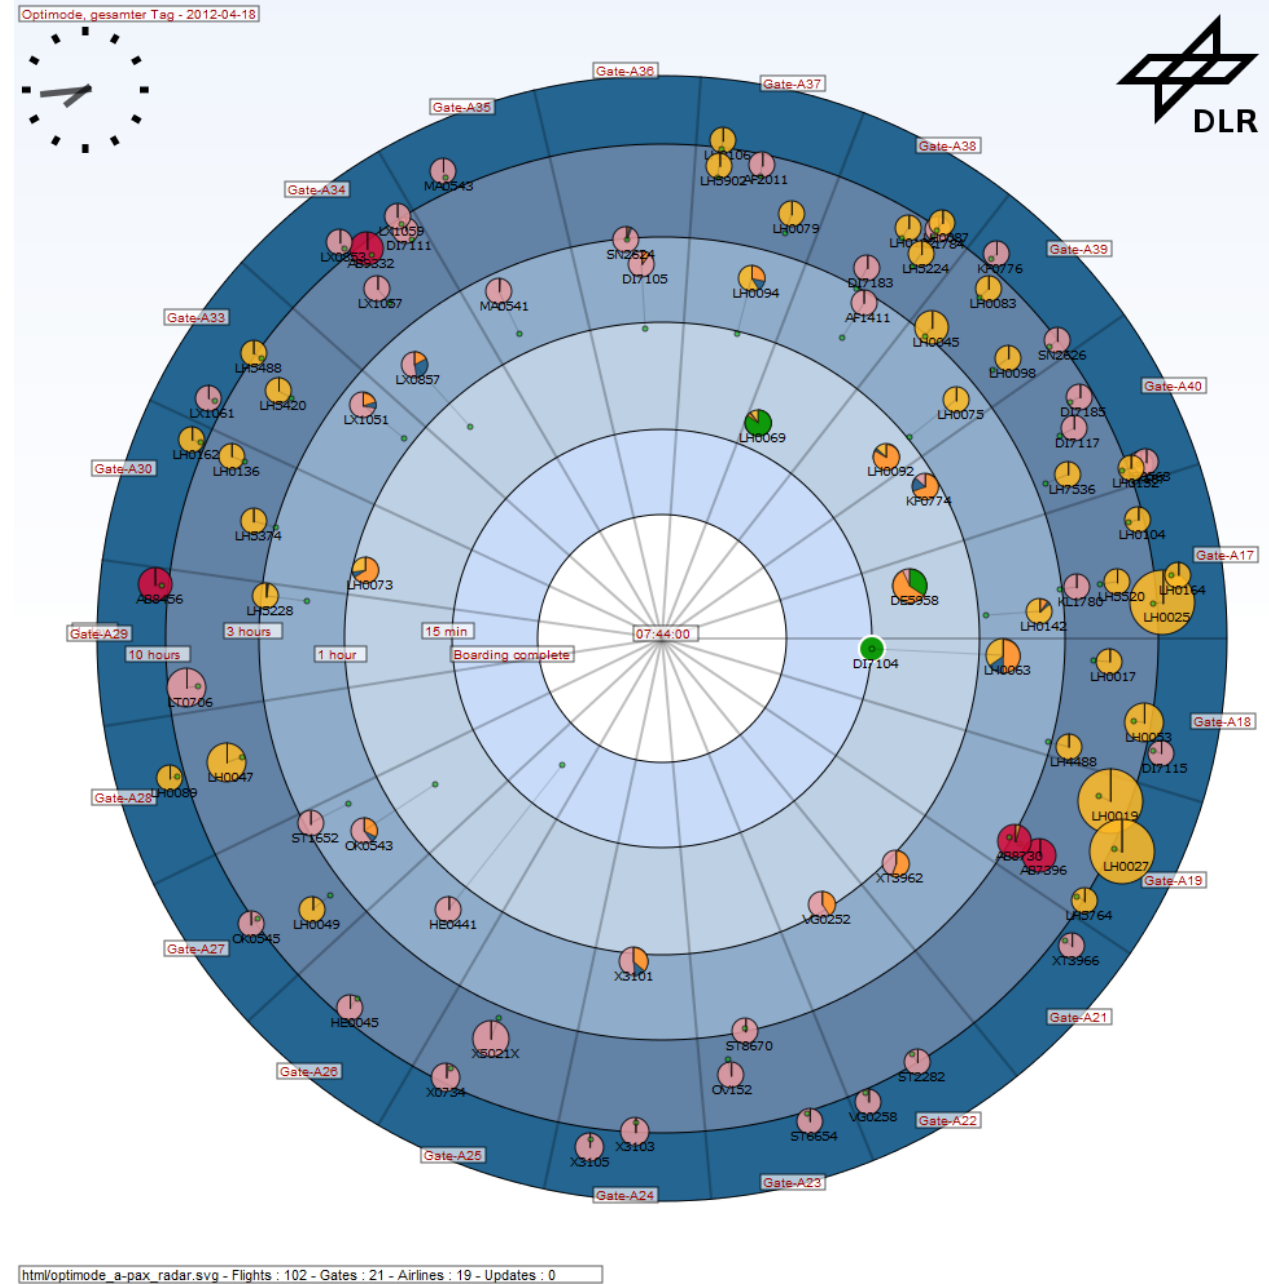 Optimode, gesamter Tag - 2012-04-18
DLR
Gate-A36
Gate-A37
Gate-A35
Gate-A38
Gate-A34
Gate-A39
Gate-A33
Gate-A40
Gate-A30
Gate-A17
Gate-A29
Gate-A18
Gate-A28
Gate-A19
Gate-A27
Gate-A21
Gate-A26
Gate-A22
Gate-A25
Gate-A23
Gate-A24
LH0106
LH5902
AF2011
MA0543
LH0079
LX1059
DI7111
LX0853
AB9332
SN2624
DI7105
LH5224
KF0776
DI7183
LH0083
LX1057
MA0541
LH0094
AF1411
LH0045
SN2826
LH5488
LX0857
LH0098
LH5420
LX1061
LX1051
LH0075
DI7185
DI7117
LH0069
LH0162
LH0136
LH0092
KF0774
LH7536
LH0152
LH0104
LH5374
LH0073
AB8456
LH5228
DE5958
KL1780
LH5520
LH0164
LH0025
LH0142
3 hours
15 min
07:44:00
10 hours
1 hour
Boarding complete
DI7104
LH0063
LH0017
LT0706
LH0053
DI7115
LH4488
LH0047
LH0089
LH0019
ST1652
OK0543
AB8730
AB7396
LH0027
XT3962
LH5764
VG0252
HE0441
LH0049
OK0545
XT3966
X3101
HE0045
X5021X
ST8670
OV152
ST2282
X0734
VG0258
ST6654
X3103
X3105
html/optimode_a-pax_radar.svg - Flights : 102 - Gates : 21 - Airlines : 19 - Updates : 0